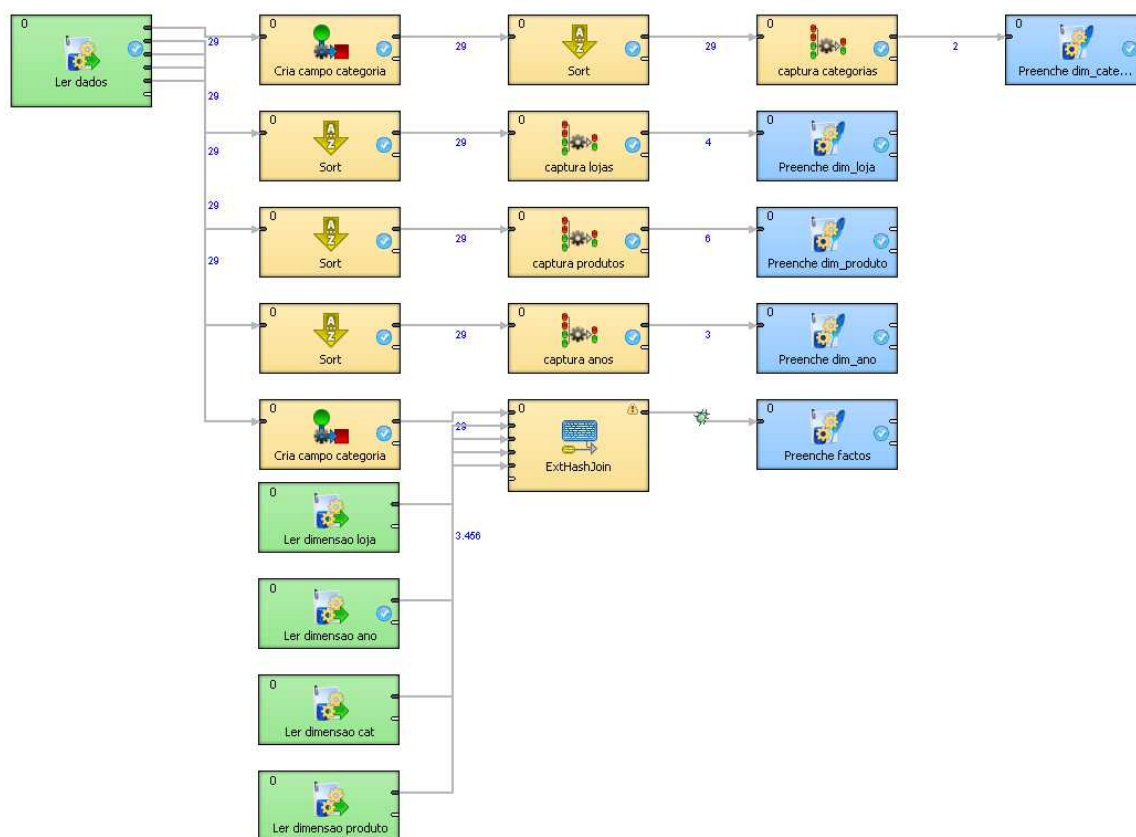 0
Ler dados
29
0
Cria campo categoria
29
0
Sort
29
0
captura categorias
2
0
Preenche dim_cate...
29
0
Sort
29
0
captura lojas
4
0
Preenche dim_loja
29
0
Sort
29
0
captura produtos
6
0
Preenche dim_produto
29
0
Sort
29
0
captura anos
3
0
Preenche dim_ano
29
0
Cria campo categoria
29
0
ExtHashJoin
0
Preenche factos
0
Ler dimensao loja
3.456
0
Ler dimensao ano
0
Ler dimensao cat
0
Ler dimensao produto